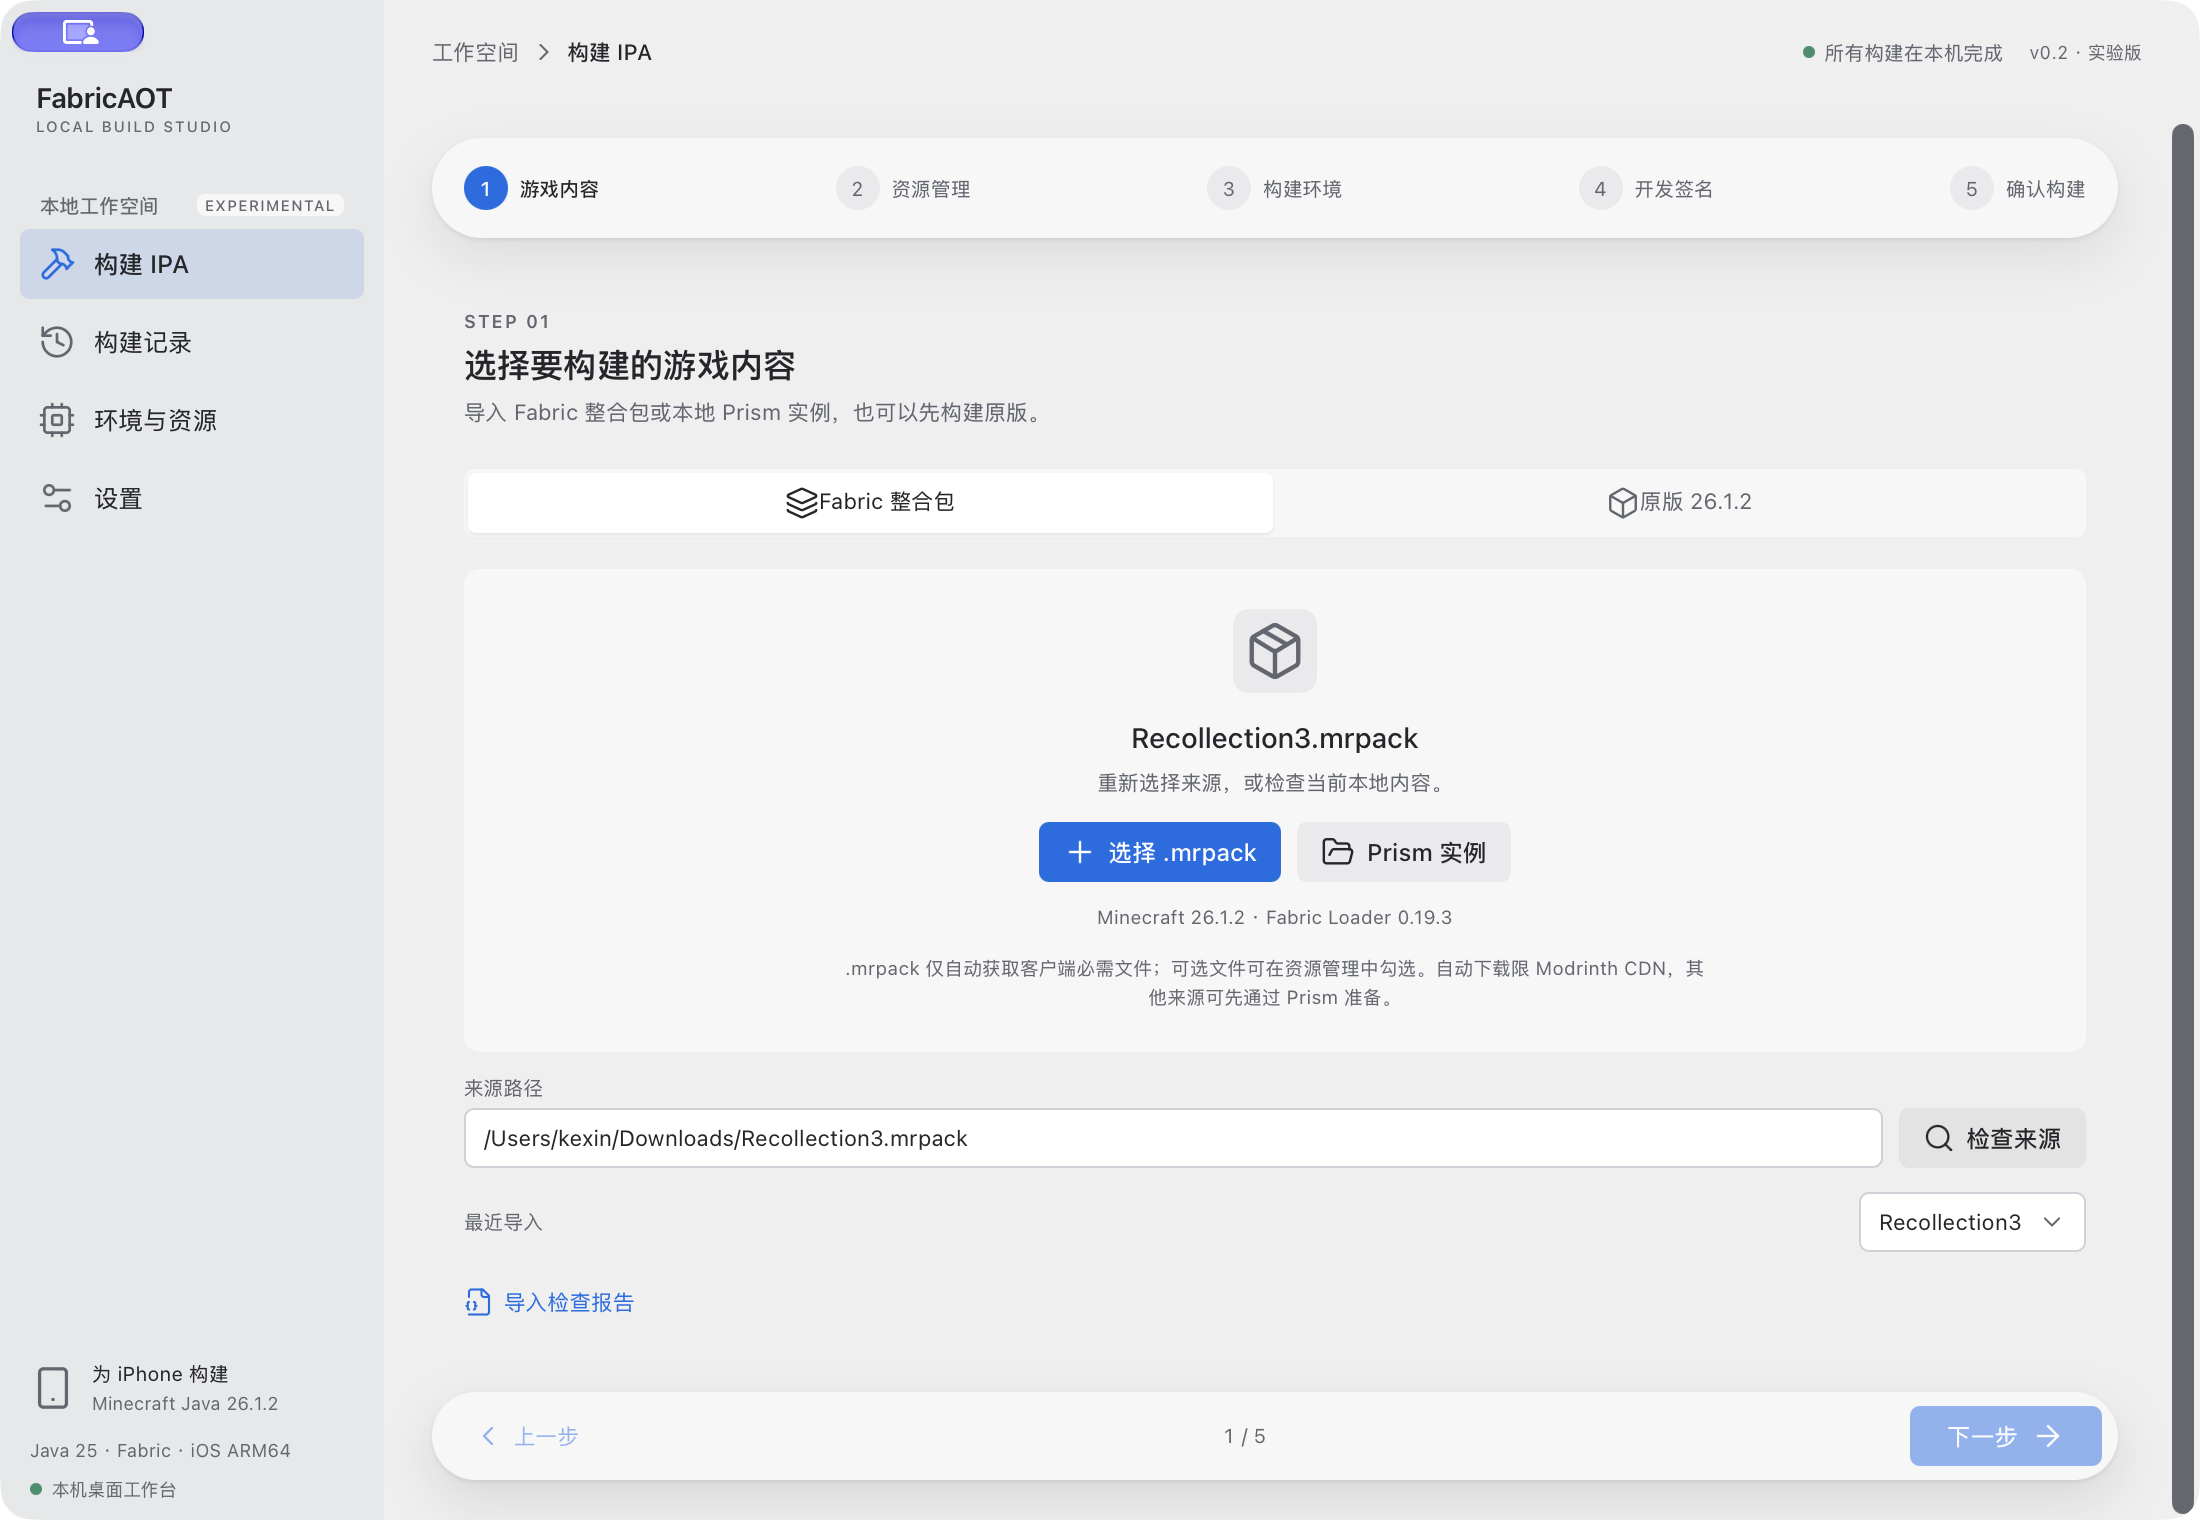 FabricAOT
LOCAL BUILD STUDIO
本地工作空间 EXPERIMENTAL
构建 IPA
构建记录
环境与资源
设置
为 iPhone 构建
Minecraft Java 26.1.2
Java 25 · Fabric · iOS ARM64
本机桌面工作台
工作空间 > 构建 IPA
所有构建在本机完成 v0.2 · 实验版
1 游戏内容 2 资源管理 3 构建环境 4 开发签名 5 确认构建
STEP 01
选择要构建的游戏内容
导入 Fabric 整合包或本地 Prism 实例，也可以先构建原版。
Fabric 整合包 原版 26.1.2
Recollection3.mrpack
重新选择来源，或检查当前本地内容。
选择 .mrpack Prism 实例
Minecraft 26.1.2 · Fabric Loader 0.19.3
.mrpack 仅自动获取客户端必需文件；可选文件可在资源管理中勾选。自动下载限 Modrinth CDN，其
他来源可先通过 Prism 准备。
来源路径
/Users/kexin/Downloads/Recollection3.mrpack 检查来源
最近导入 Recollection3
导入检查报告
上一步 1 / 5 下一步